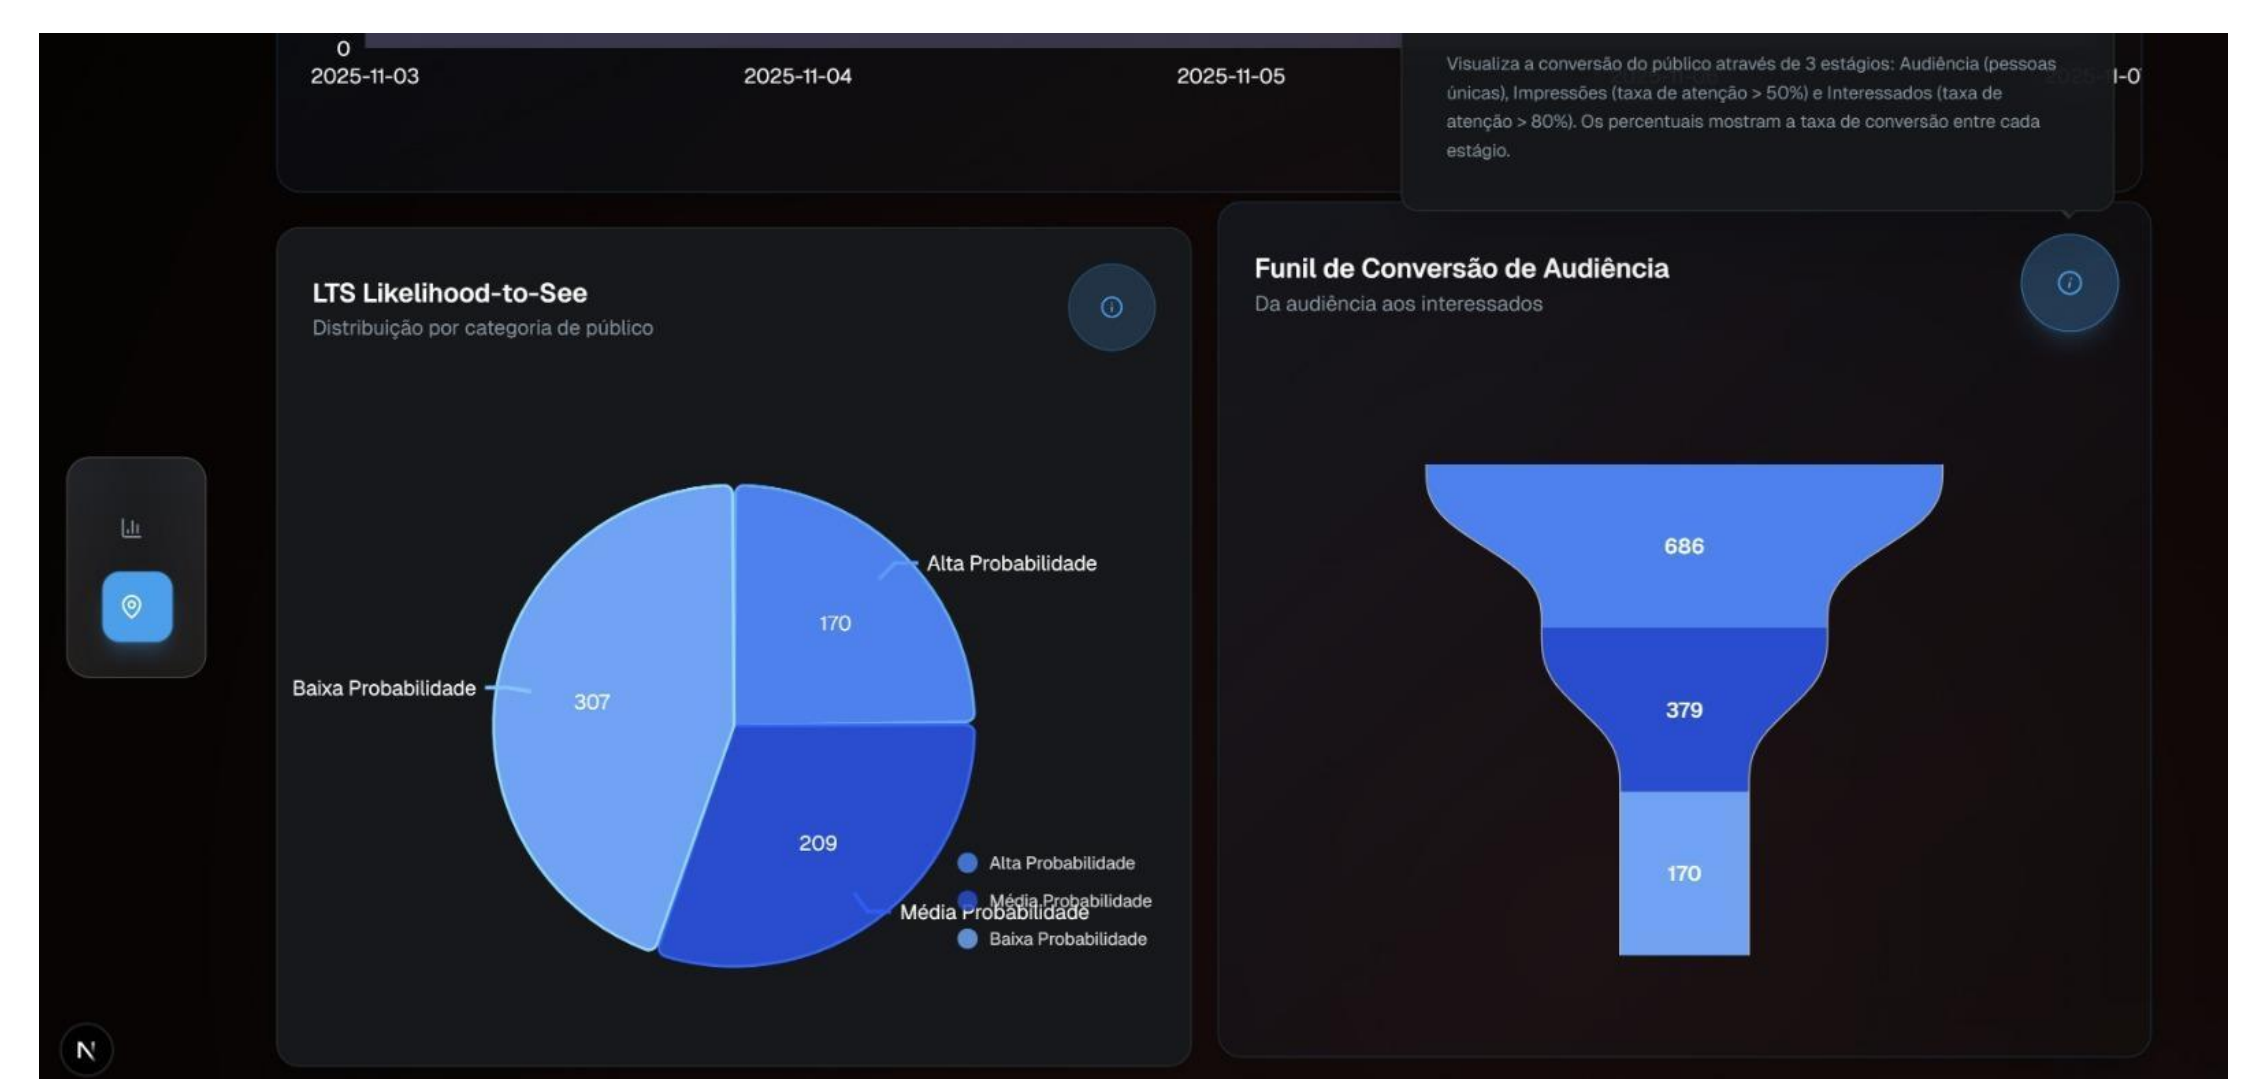 0
2025-11-03
2025-11-04
2025-11-05
Visualiza a conversão do público através de 3 estágios: Audiência (pessoas
únicas), Impressões (taxa de atenção > 50%) e Interessados (taxa de
atenção > 80%). Os percentuais mostram a taxa de conversão entre cada
estágio.
LTS Likelihood-to-See
Distribuição por categoria de público
Alta Probabilidade
170
Baixa Probabilidade
307
209
Média Probabilidade
Alta Probabilidade
Média Probabilidade
Baixa Probabilidade
Funil de Conversão de Audiência
Da audiência aos interessados
686
379
170
N